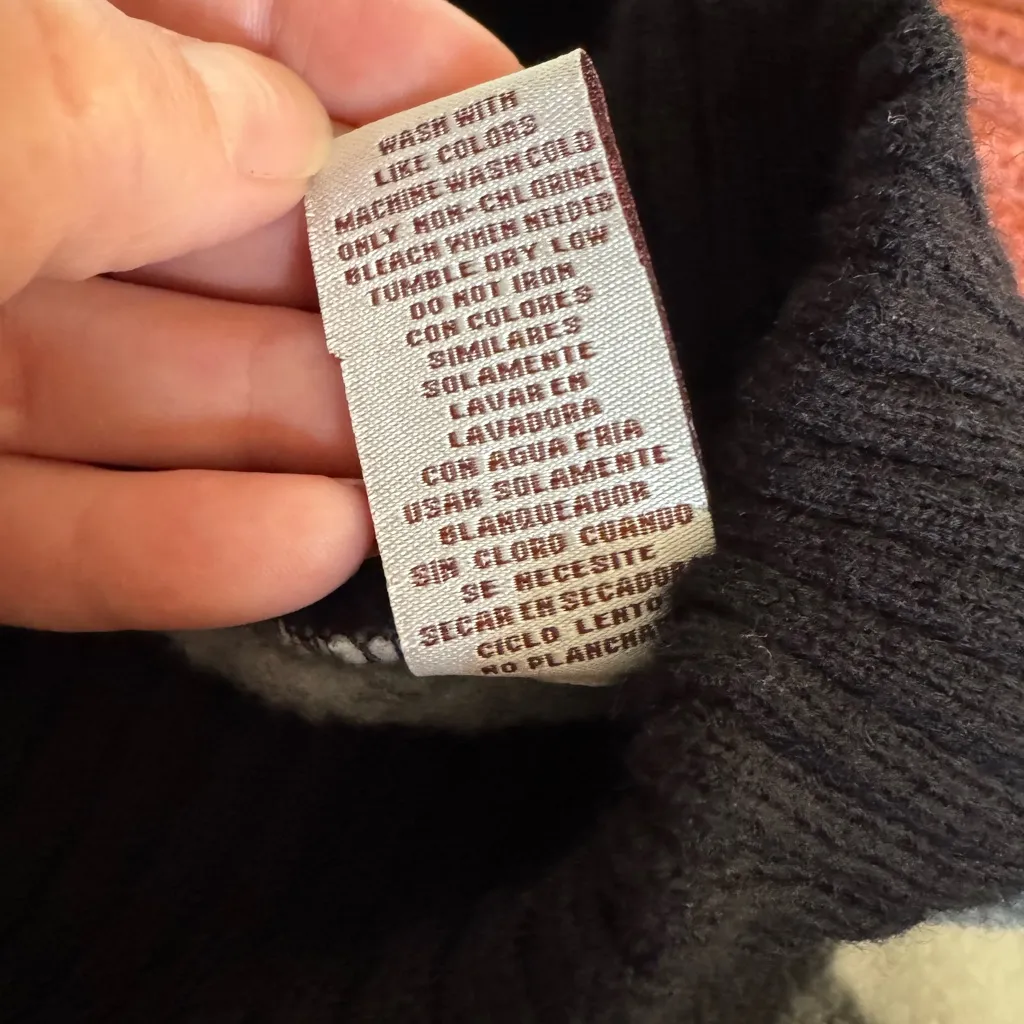 WASH WITH
LIKE COLORS
MACHINE WASH COLD
ONLY NON-CHLORINE
BLEACH WHEN NEEDED
TUMBLE DRY LOW
DO NOT IRON
CON COLORES
SIMILARES
SOLAMENTE
LAVAR EN
LAVADORA
CON AGUA FRIA
USAR SOLAMENTE
BLANQUEADOR
SIN CLORO CUANDO
SE NECESITE
SECAR EN SECADOR
CICLO LENTO
NO PLANCHA